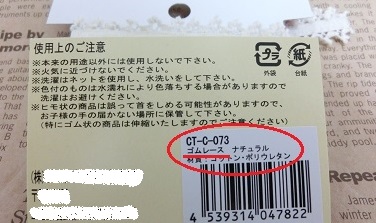 使用上のご注意
※本来の用途以外には使用しないで下さい。
※火気に近づけないでください。
※洗濯はネットを使用し、水洗いをして下さい。
※色付きのものは水濡れにより色落ちする場合がありますので
洗濯はお避けください。
※ヒモ状の商品は誤って首をしめる可能性がありますので、
お子様の手の届かない場所に保管して下さい。
(特にゴム状の商品は伸縮いたしますのでご注意ください)
外袋
紙
台紙
CT-C-073
ゴムレース ナチュラル
材質：コットン・ポリウレタン
(株)
〒
4 539314 047822